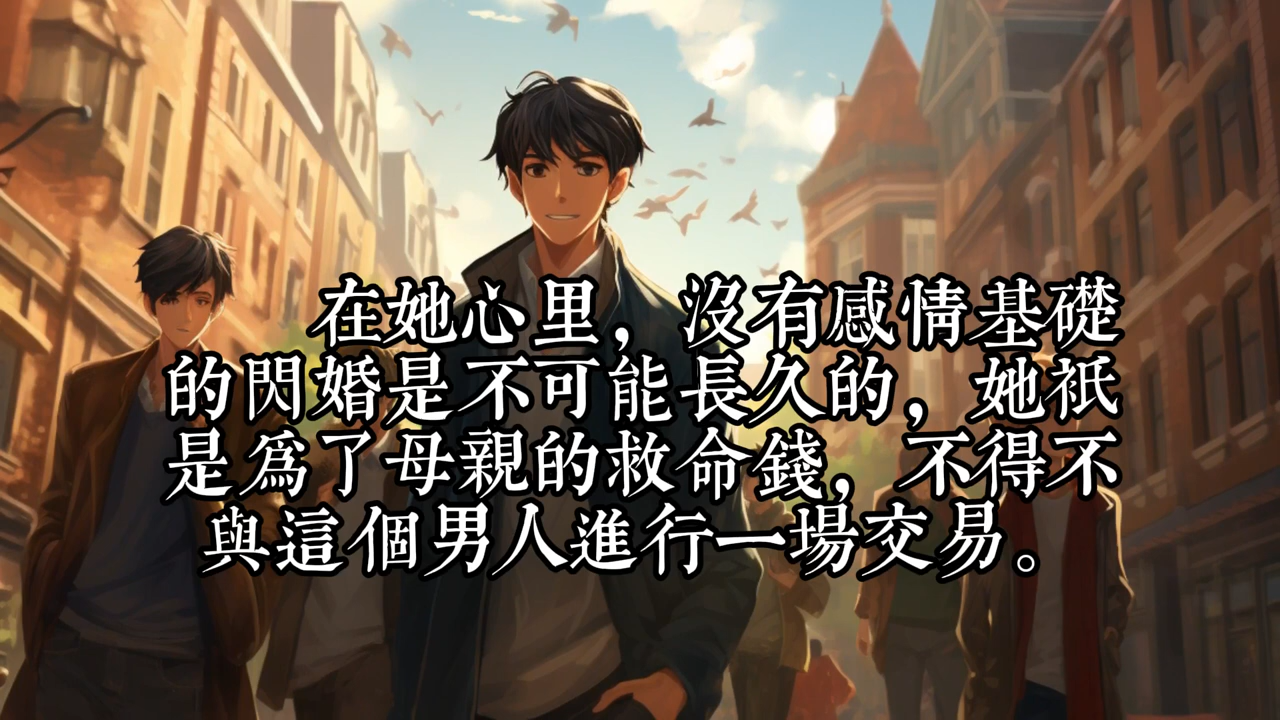 在她心里，沒有感情基礎
的閃婚是不可能長久的，她祇
是爲了母親的救命錢，不得不
與這個男人進行一場交易。